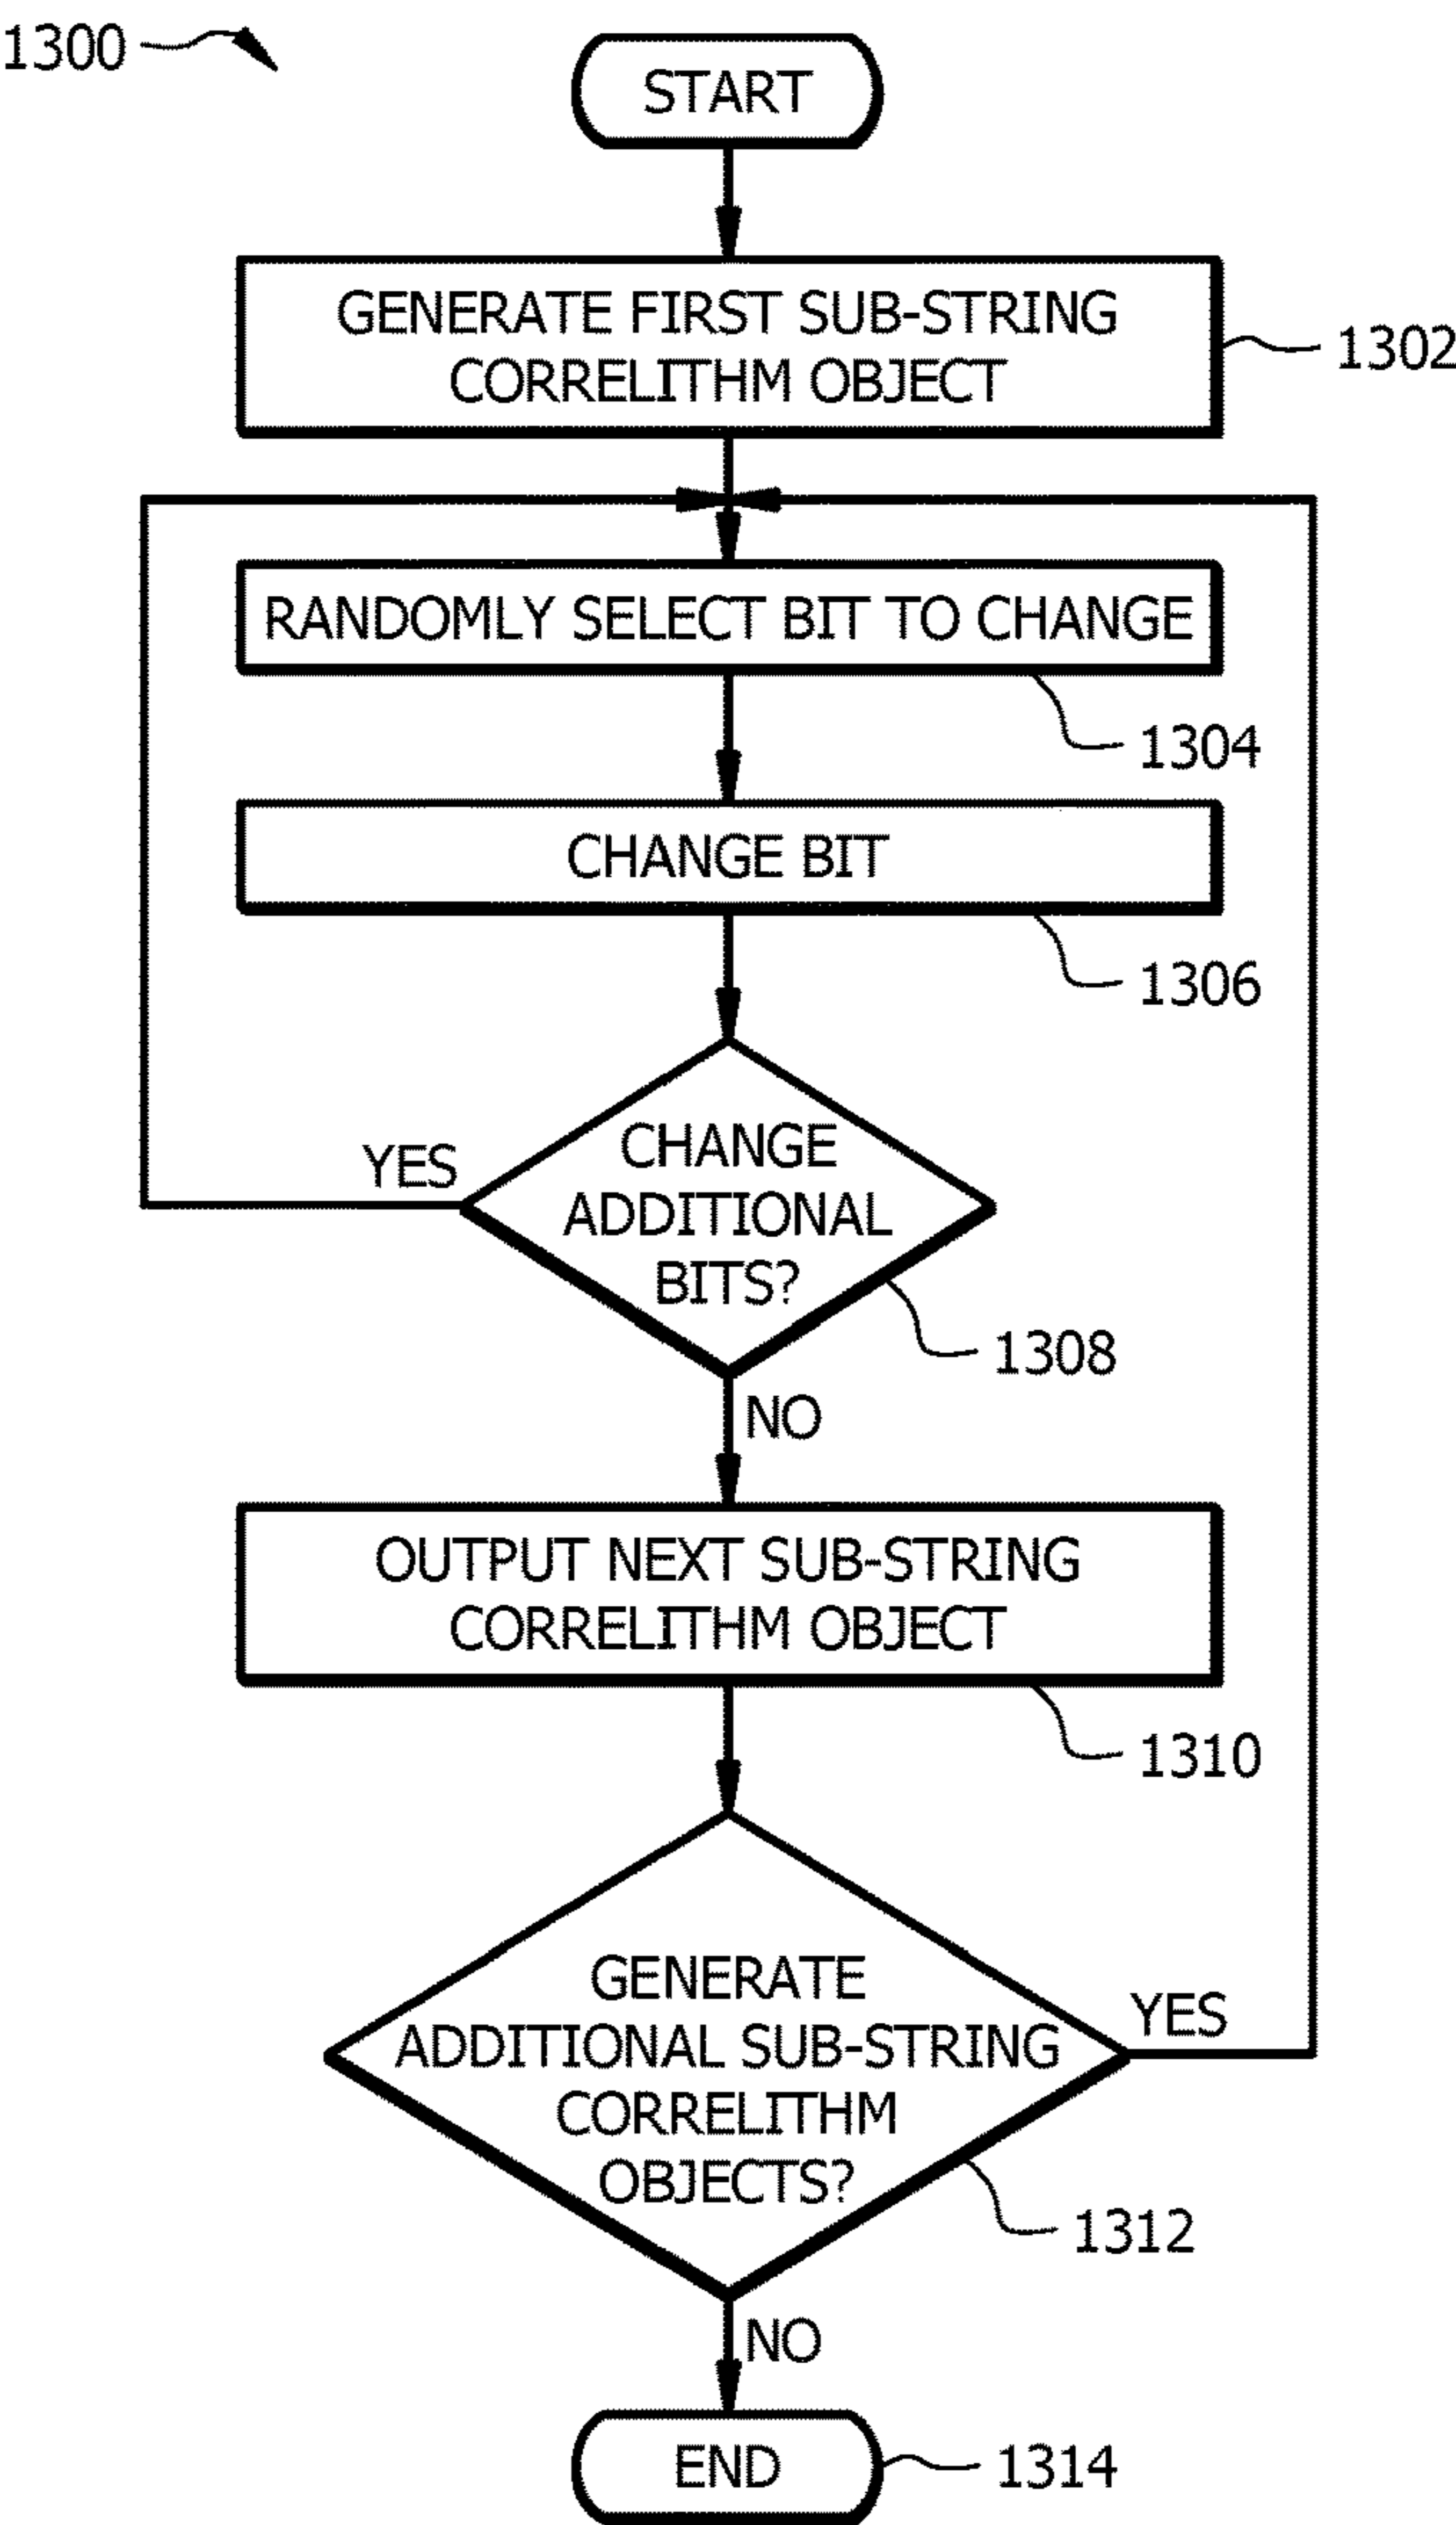 1300
START
GENERATE FIRST SUB-STRING
CORRELITHM OBJECT
1302
RANDOMLY SELECT BIT TO CHANGE
1304
CHANGE BIT
1306
CHANGE
ADDITIONAL
BITS?
YES
1308
NO
OUTPUT NEXT SUB-STRING
CORRELITHM OBJECT
1310
GENERATE
ADDITIONAL SUB-STRING
CORRELITHM
OBJECTS?
YES
1312
NO
END
1314